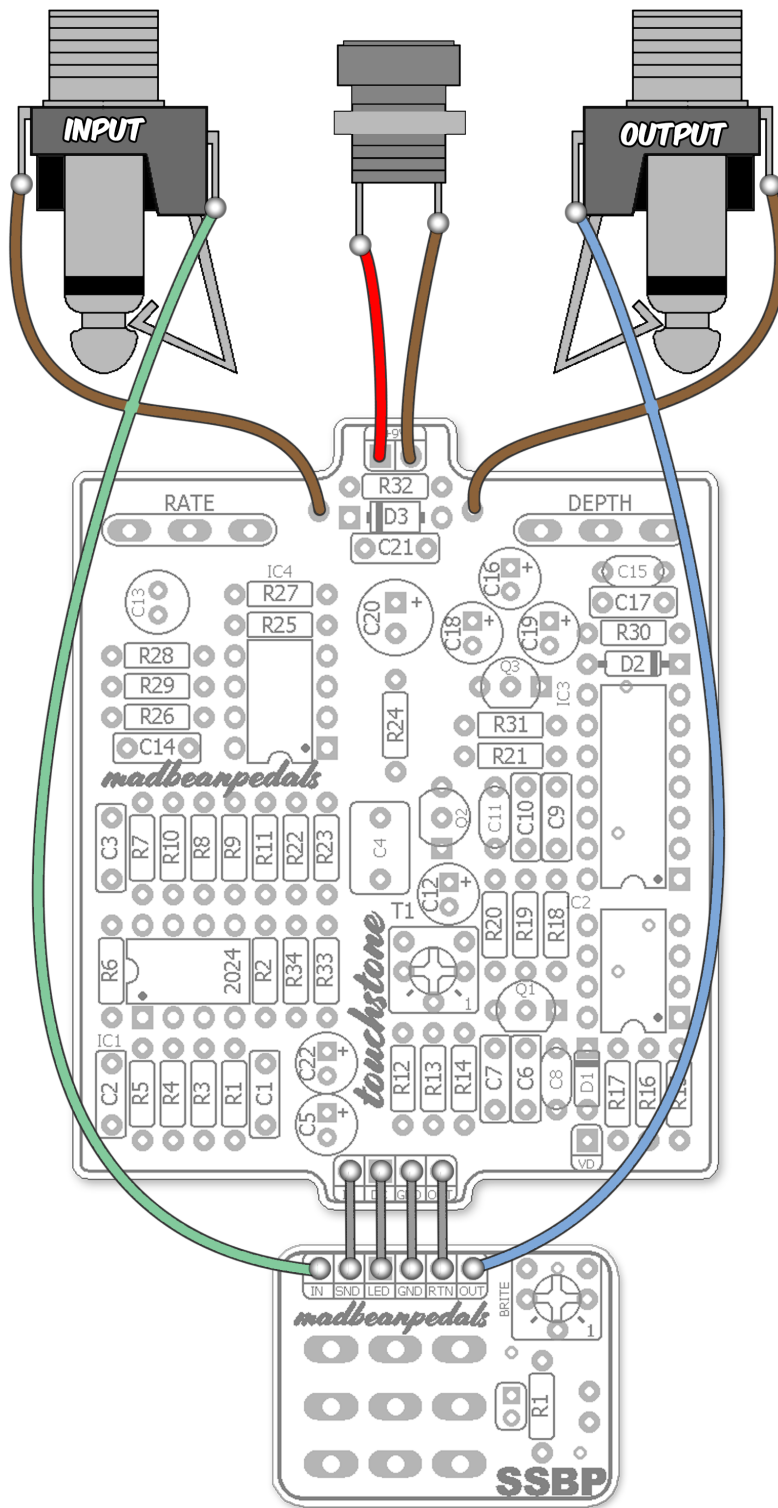 INPUT
OUTPUT
+9V
R32
RATE
D3
DEPTH
C21
IC4
R27
R25
C13
C20
+
C16
+
C18
+
C19
+
C15
C17
R30
D2
R28
R29
R26
C14
Q3
IC3
R24
R31
R21
madbeanpedals
C3
R7
R10
R8
R9
R11
R22
R23
C4
Q2
C11
C10
C9
C12
+
T1
R20
R19
R18
C2
R6
2024
R2
R34
R33
touchstone
1
Q1
IC1
C2
R5
R4
R3
R1
C1
C22
+
C5
+
R12
R13
R14
C7
C6
C8
D1
R17
R16
VD
IN
SND
LED
GND
RTN
OUT
madbeanpedals
BRITE
1
R1
SSBP